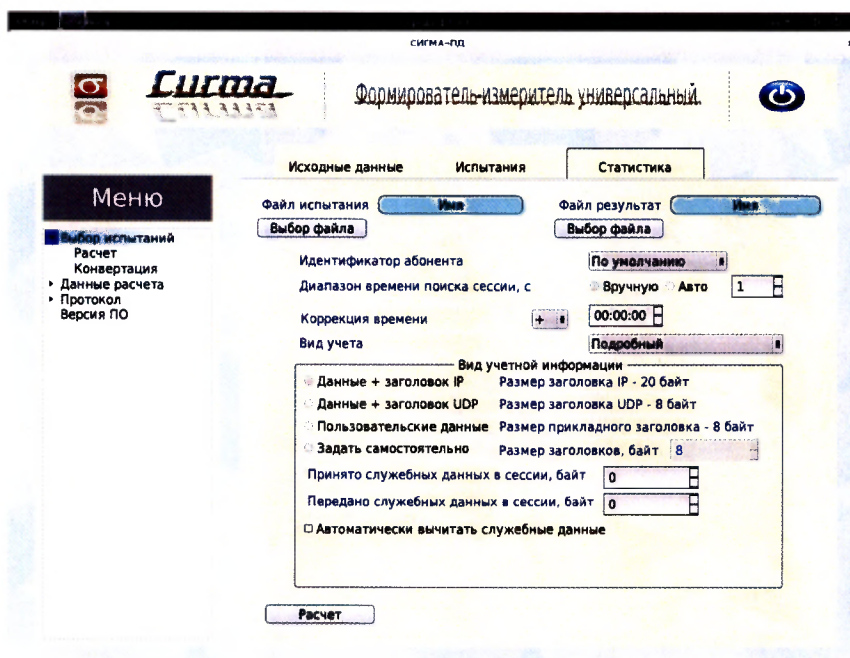 СИГМА-ПД
Сигма
Формирователь-измеритель универсальный.
Исходные данные Испытания Статистика
Меню
Файл испытания Имя Файл результат Имя
Выбор файла Выбор файла
Выбор испытаний
Расчет
Конвертация
Данные расчета
Протокол
Версия ПО
Идентификатор абонента По умолчанию
Диапазон времени поиска сессии, с Вручную Авто 1
Коррекция времени + 00:00:00
Вид учета Подробный
Вид учетной информации
Данные + заголовок IP Размер заголовка IP - 20 байт
Данные + заголовок UDP Размер заголовка UDP - 8 байт
Пользовательские данные Размер прикладного заголовка - 8 байт
Задать самостоятельно Размер заголовков, байт 8
Принято служебных данных в сессии, байт 0
Передано служебных данных в сессии, байт 0
Автоматически вычитать служебные данные
Расчет